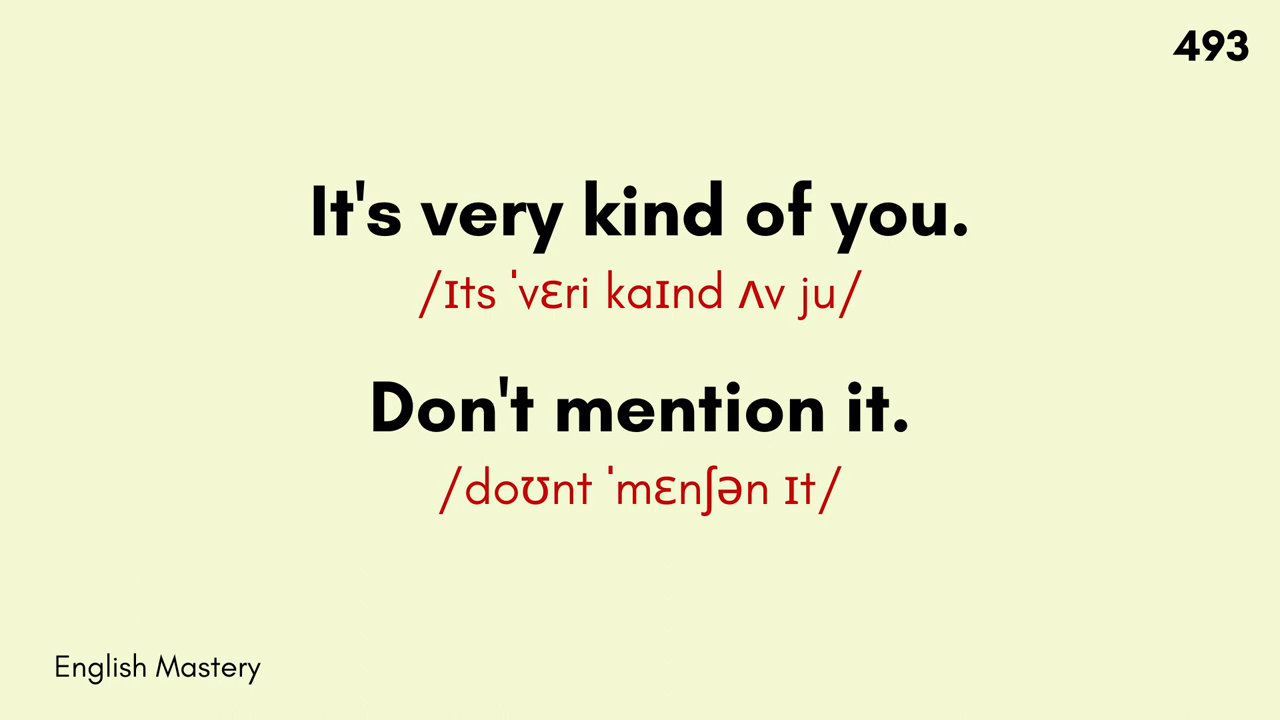 493
It's very kind of you.
/ɪts ˈvɛri kaɪnd ʌv ju/
Don't mention it.
/doʊnt ˈmɛnʃən ɪt/
English Mastery